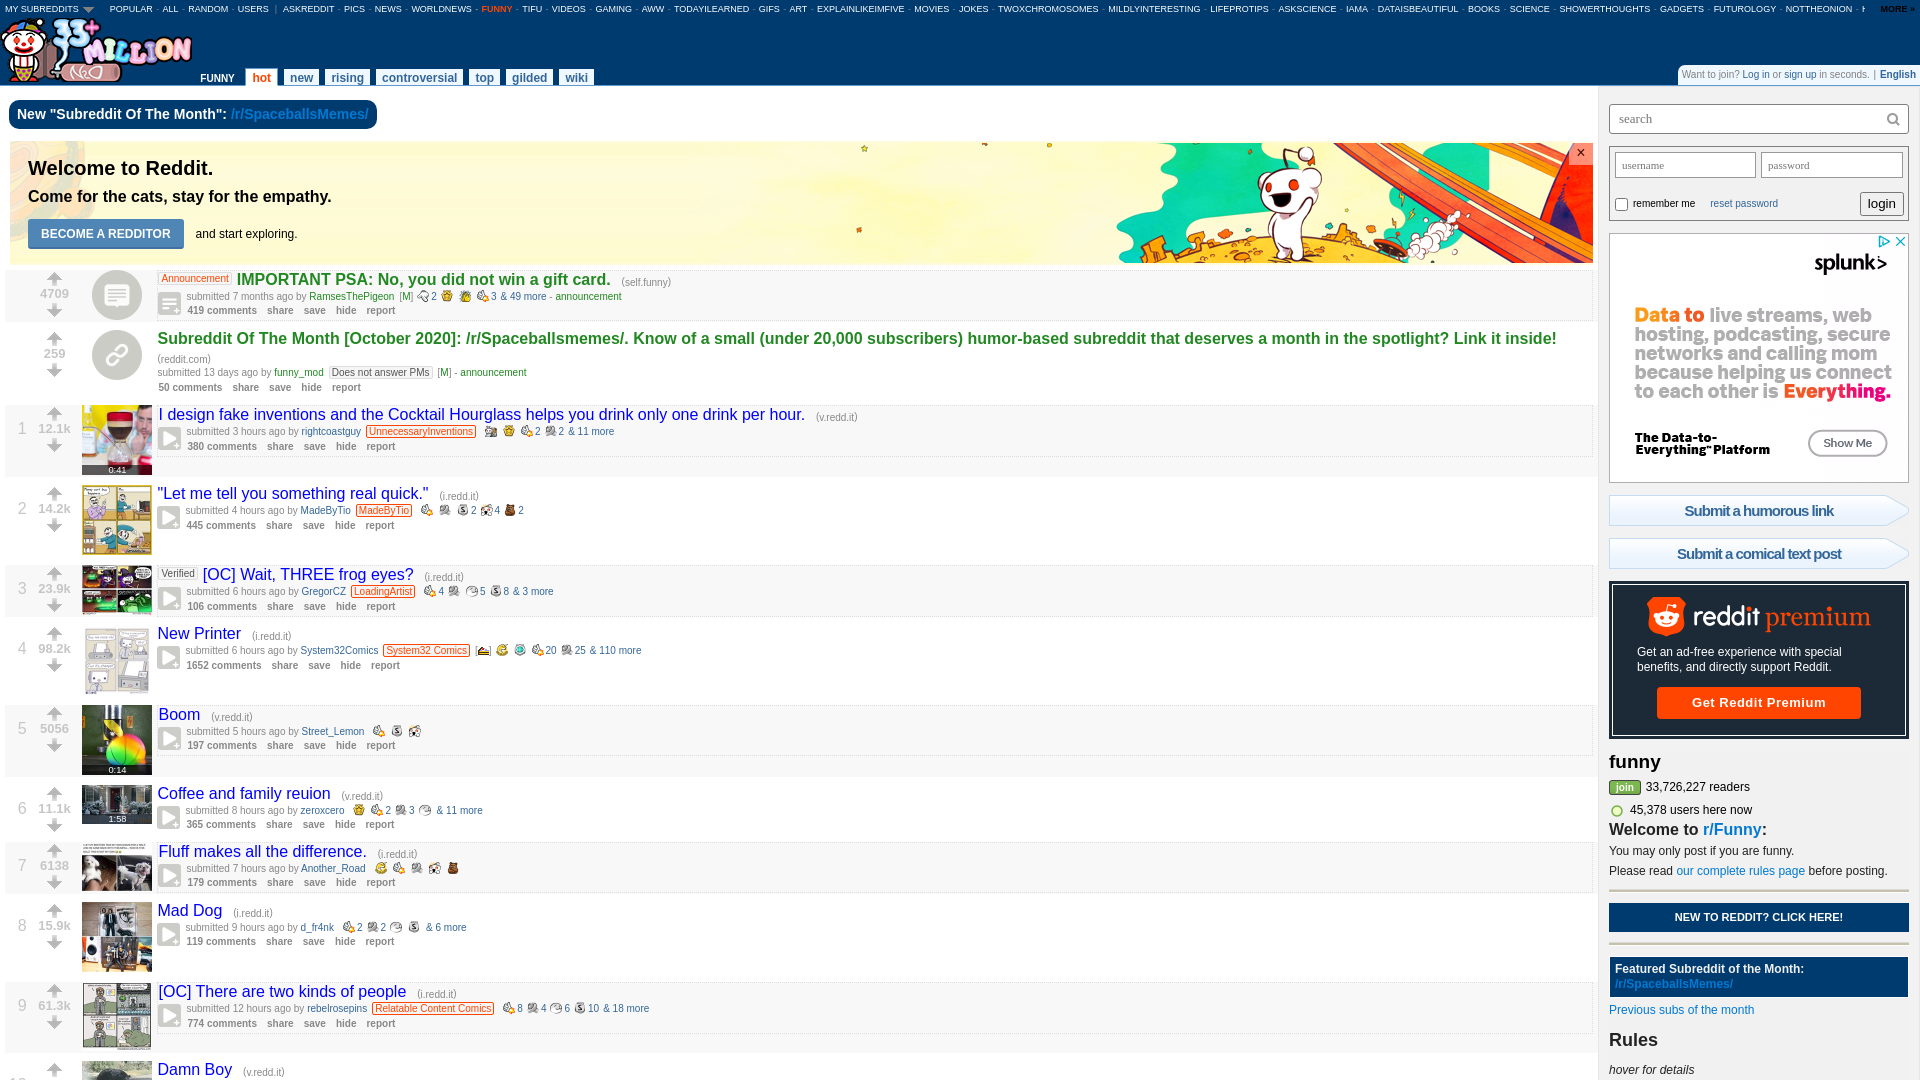 MY SUBREDDITS POPULAR - ALL - RANDOM - USERS | ASKREDDIT - PICS - NEWS - WORLDNEWS - FUNNY - TIFU - VIDEOS - GAMING - AWW - TODAYILEARNED - GIFS - ART - EXPLAINLIKEIMFIVE - MOVIES - JOKES - TWOXCHROMOSOMES - MILDLYINTERESTING - LIFEPROTIPS - ASKSCIENCE - IAMA - DATAISBEAUTIFUL - BOOKS - SCIENCE - SHOWERTHOUGHTS - GADGETS - FUTUROLOGY - NOTTHEONION - MORE »
33+ MILLION
FUNNY hot new rising controversial top gilded wiki
Want to join? Log in or sign up in seconds. | English
New "Subreddit Of The Month": /r/SpaceballsMemes/
Welcome to Reddit.
Come for the cats, stay for the empathy.
BECOME A REDDITOR and start exploring.
×
4709
Announcement IMPORTANT PSA: No, you did not win a gift card. (self.funny)
submitted 7 months ago by RamsesThePigeon [M] 2 3 & 49 more - announcement
419 comments share save hide report
259
Subreddit Of The Month [October 2020]: /r/Spaceballsmemes/. Know of a small (under 20,000 subscribers) humor-based subreddit that deserves a month in the spotlight? Link it inside!
(reddit.com)
submitted 13 days ago by funny_mod Does not answer PMs [M] - announcement
50 comments share save hide report
1 12.1k
0:41
I design fake inventions and the Cocktail Hourglass helps you drink only one drink per hour. (v.redd.it)
submitted 3 hours ago by rightcoastguy UnnecessaryInventions 2 2 & 11 more
380 comments share save hide report
2 14.2k
"Let me tell you something real quick." (i.redd.it)
submitted 4 hours ago by MadeByTio MadeByTio 2 4 2
445 comments share save hide report
3 23.9k
Verified [OC] Wait, THREE frog eyes? (i.redd.it)
submitted 6 hours ago by GregorCZ LoadingArtist 4 5 8 & 3 more
106 comments share save hide report
4 98.2k
New Printer (i.redd.it)
submitted 6 hours ago by System32Comics System32 Comics [ ] 20 25 & 110 more
1652 comments share save hide report
5 5056
0:14
Boom (v.redd.it)
submitted 5 hours ago by Street_Lemon
197 comments share save hide report
6 11.1k
1:58
Coffee and family reuion (v.redd.it)
submitted 8 hours ago by zeroxcero 2 3 & 11 more
365 comments share save hide report
7 6138
Fluff makes all the difference. (i.redd.it)
submitted 7 hours ago by Another_Road
179 comments share save hide report
8 15.9k
Mad Dog (i.redd.it)
submitted 9 hours ago by d_fr4nk 2 2 & 6 more
119 comments share save hide report
9 61.3k
[OC] There are two kinds of people (i.redd.it)
submitted 12 hours ago by rebelrosepins Relatable Content Comics 8 4 6 10 & 18 more
774 comments share save hide report
Damn Boy (v.redd.it)
search
username password
remember me reset password login
splunk>
Data to live streams, web
hosting, podcasting, secure
networks and calling mom
because helping us connect
to each other is Everything.
The Data-to-
Everything™Platform
Show Me
Submit a humorous link
Submit a comical text post
reddit premium
Get an ad-free experience with special
benefits, and directly support Reddit.
Get Reddit Premium
funny
join 33,726,227 readers
45,378 users here now
Welcome to r/Funny:
You may only post if you are funny.
Please read our complete rules page before posting.
NEW TO REDDIT? CLICK HERE!
Featured Subreddit of the Month:
/r/SpaceballsMemes/
Previous subs of the month
Rules
hover for details